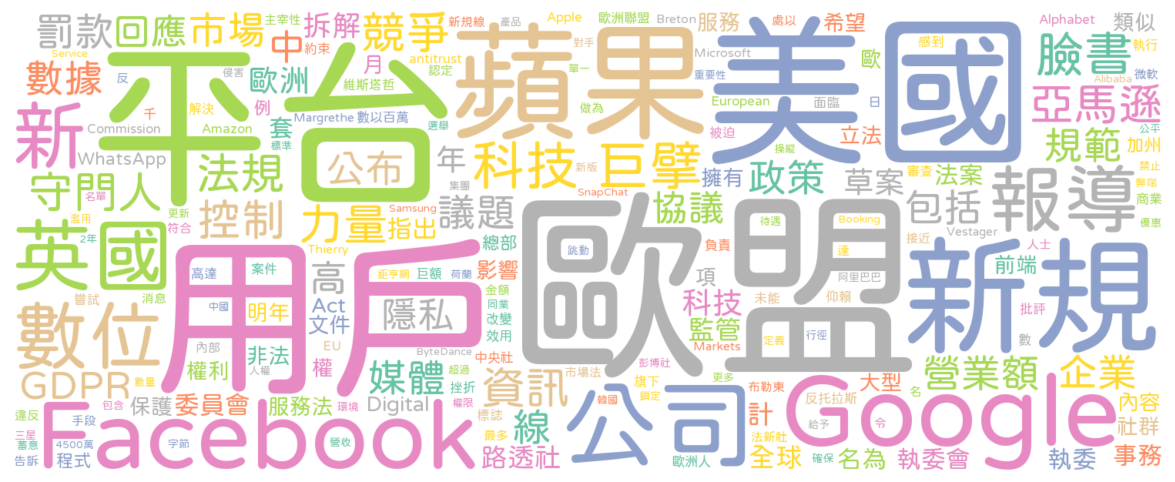 罰款 回應 市場 主宰性 約束 中 拆解 新規線 競爭 Apple 產品 歐洲聯盟 對手 Breton 服務 處以 希望 Alphabet 類似
Service 反 侵害 antitrust 認定 單一 Microsoft 重要性 感到 執行
數據 歐洲 月 維斯塔哲 蘋果 美國 歐 臉書 Alibaba 微軟
平台 千 解決 例 Margrethe 數以百萬 做為 European 面臨 日 亞馬遜
新 Commission Amazon 套 標準 選舉 被迫 操縱 立法 公平
WhatsApp 公布 年 科技 巨擘 新版 擁有 政策 草案 審查 法案 規範 加州 禁止
守門人 名單 法規 集團 SnapChat 協議 包括 報導 弊端 商業
濫用 更新 控制 力量 Samsung 指出 議題 待遇 Booking Vestager 優惠
英國 2年 符合 Thierry 總部 歐盟 跳動 負責 達 接近 人士
用戶 高達 案件 鉅亨網 巨額 荷蘭 影響 項 阿里巴巴 新規 前端
嘗試 消息 中國 高 金額 科技 未能 仰賴 批評
數位 明年 Act 文件 隱私 同業 改變 監管 定義 行徑 數
內部 非法 EU 效用 Markets
GDPR 數量 權利 人權 權 ByteDance 媒體 中央社 超過 市場法 彭博社 更多 大型 營業額 企業
包含 保護 委員會 服務法 環境 Digital 權限 挫折 資訊 旗下 鎖定 布勒東 反托拉斯 名 內容
違反 手段 標誌 韓國 計 給予 令 社群
三星 蓄意 4500萬 Facebook 營收 最多 線 公司 法新社 Google
告訴 程式 字節 路透社 歐洲人 全球 確保 名為 執委會 執委 事務